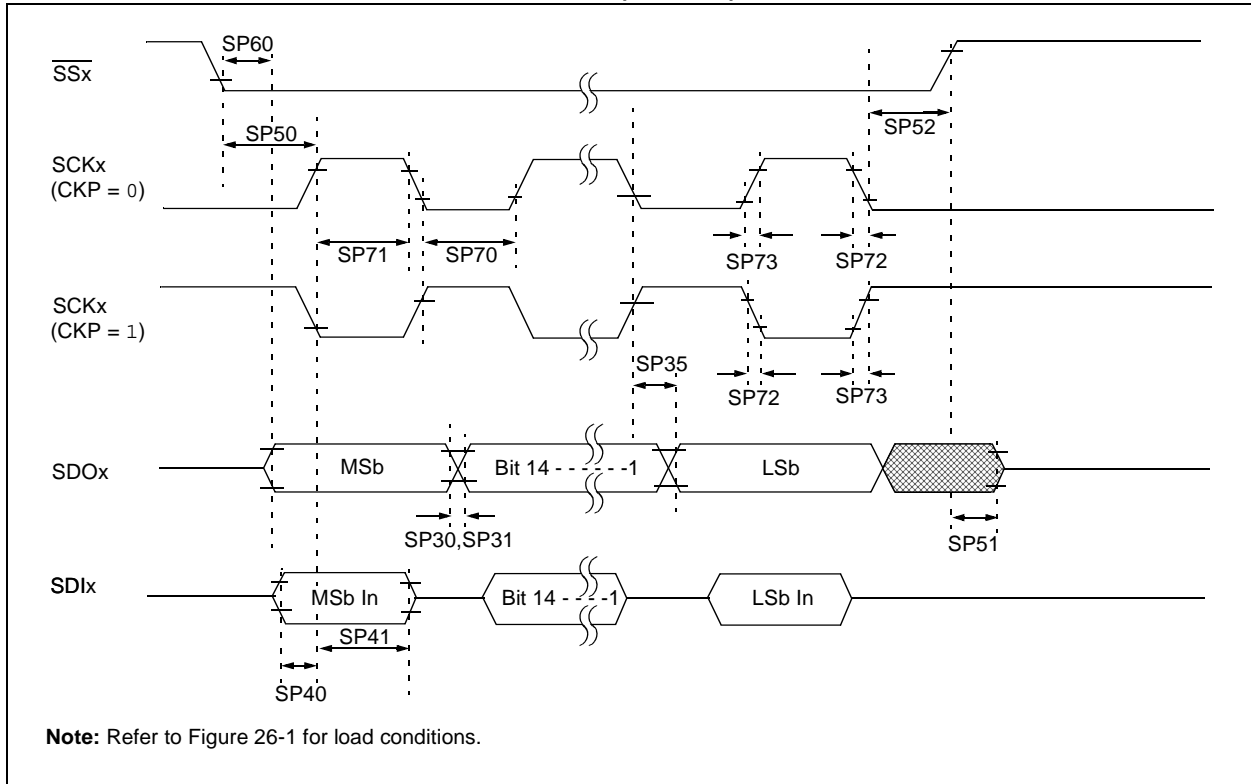 SP60
SSx
SP50
SP52
SCKx
(CKP = 0)
SP71
SP70
SP73
SP72
SCKx
(CKP = 1)
SP35
SP72
SP73
SDOx
MSb
Bit 14 - - - - - -1
LSb
SP30,SP31
SP51
SDIx
MSb In
Bit 14 - - - -1
LSb In
SP41
SP40
Note: Refer to Figure 26-1 for load conditions.